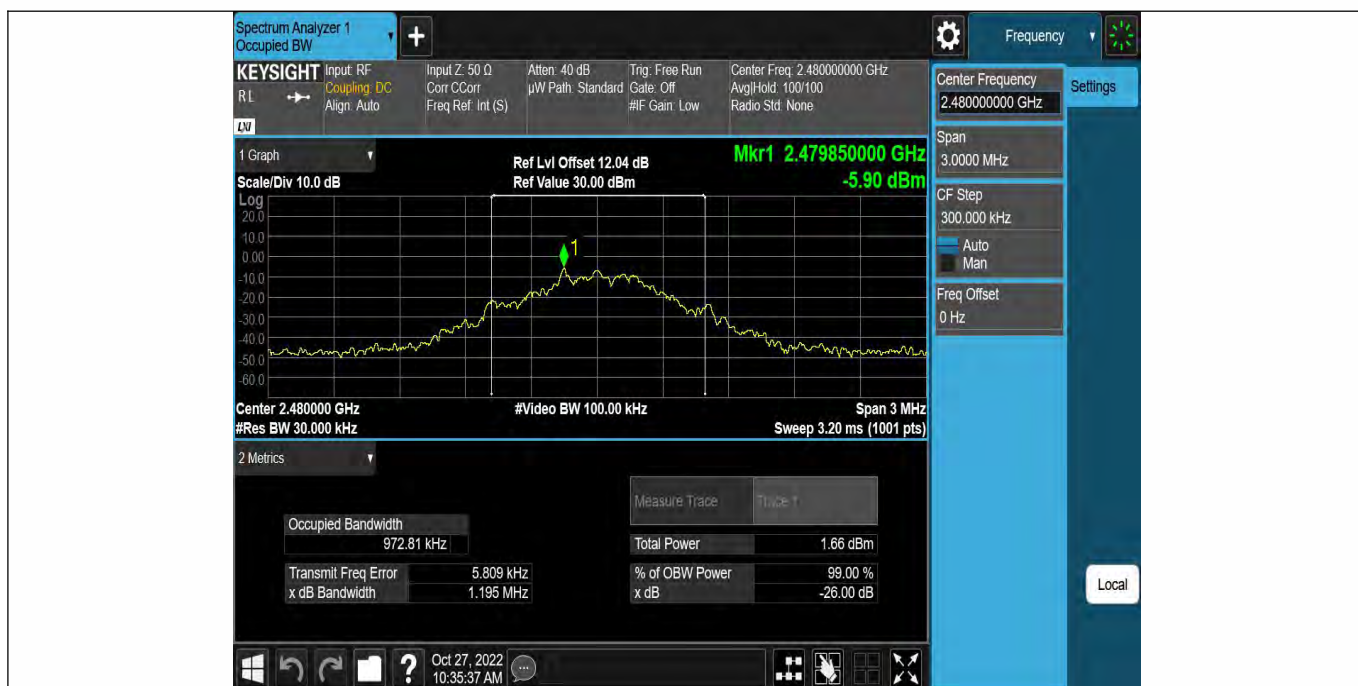 Spectrum Analyzer 1
Occupied BW
Frequency
KEYSIGHT
RL
LXI
Input: RF
Coupling: DC
Align: Auto
Input Z: 50 Ω
Corr CCorr
Freq Ref: Int (S)
Atten: 40 dB
µW Path: Standard
Trig: Free Run
Gate: Off
#IF Gain: Low
Center Freq: 2.480000000 GHz
Avg|Hold: 100/100
Radio Std: None
Center Frequency
2.480000000 GHz
Settings
Span
3.0000 MHz
CF Step
300.000 kHz
Auto
Man
Freq Offset
0 Hz
Local
1 Graph
Scale/Div 10.0 dB
Ref Lvl Offset 12.04 dB
Ref Value 30.00 dBm
Mkr1 2.479850000 GHz
-5.90 dBm
Log
20.0
10.0
0.00
-10.0
-20.0
-30.0
-40.0
-50.0
-60.0
1
Center 2.480000 GHz
#Res BW 30.000 kHz
#Video BW 100.00 kHz
Span 3 MHz
Sweep 3.20 ms (1001 pts)
2 Metrics
Measure Trace Trace 1
Occupied Bandwidth
972.81 kHz
Total Power 1.66 dBm
Transmit Freq Error 5.809 kHz
% of OBW Power 99.00 %
x dB Bandwidth 1.195 MHz
x dB -26.00 dB
?
Oct 27, 2022
10:35:37 AM